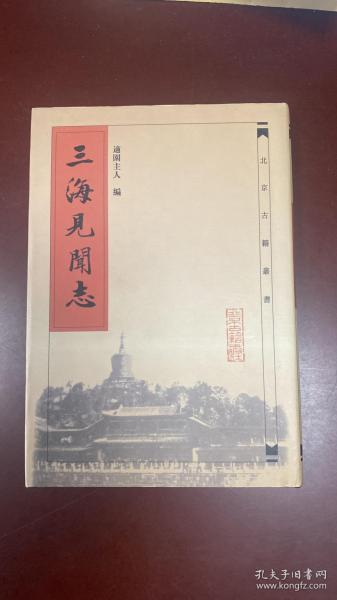 北京古籍叢書
適園主人 編
三海見聞志
孔夫子旧书网
www.kongfz.com